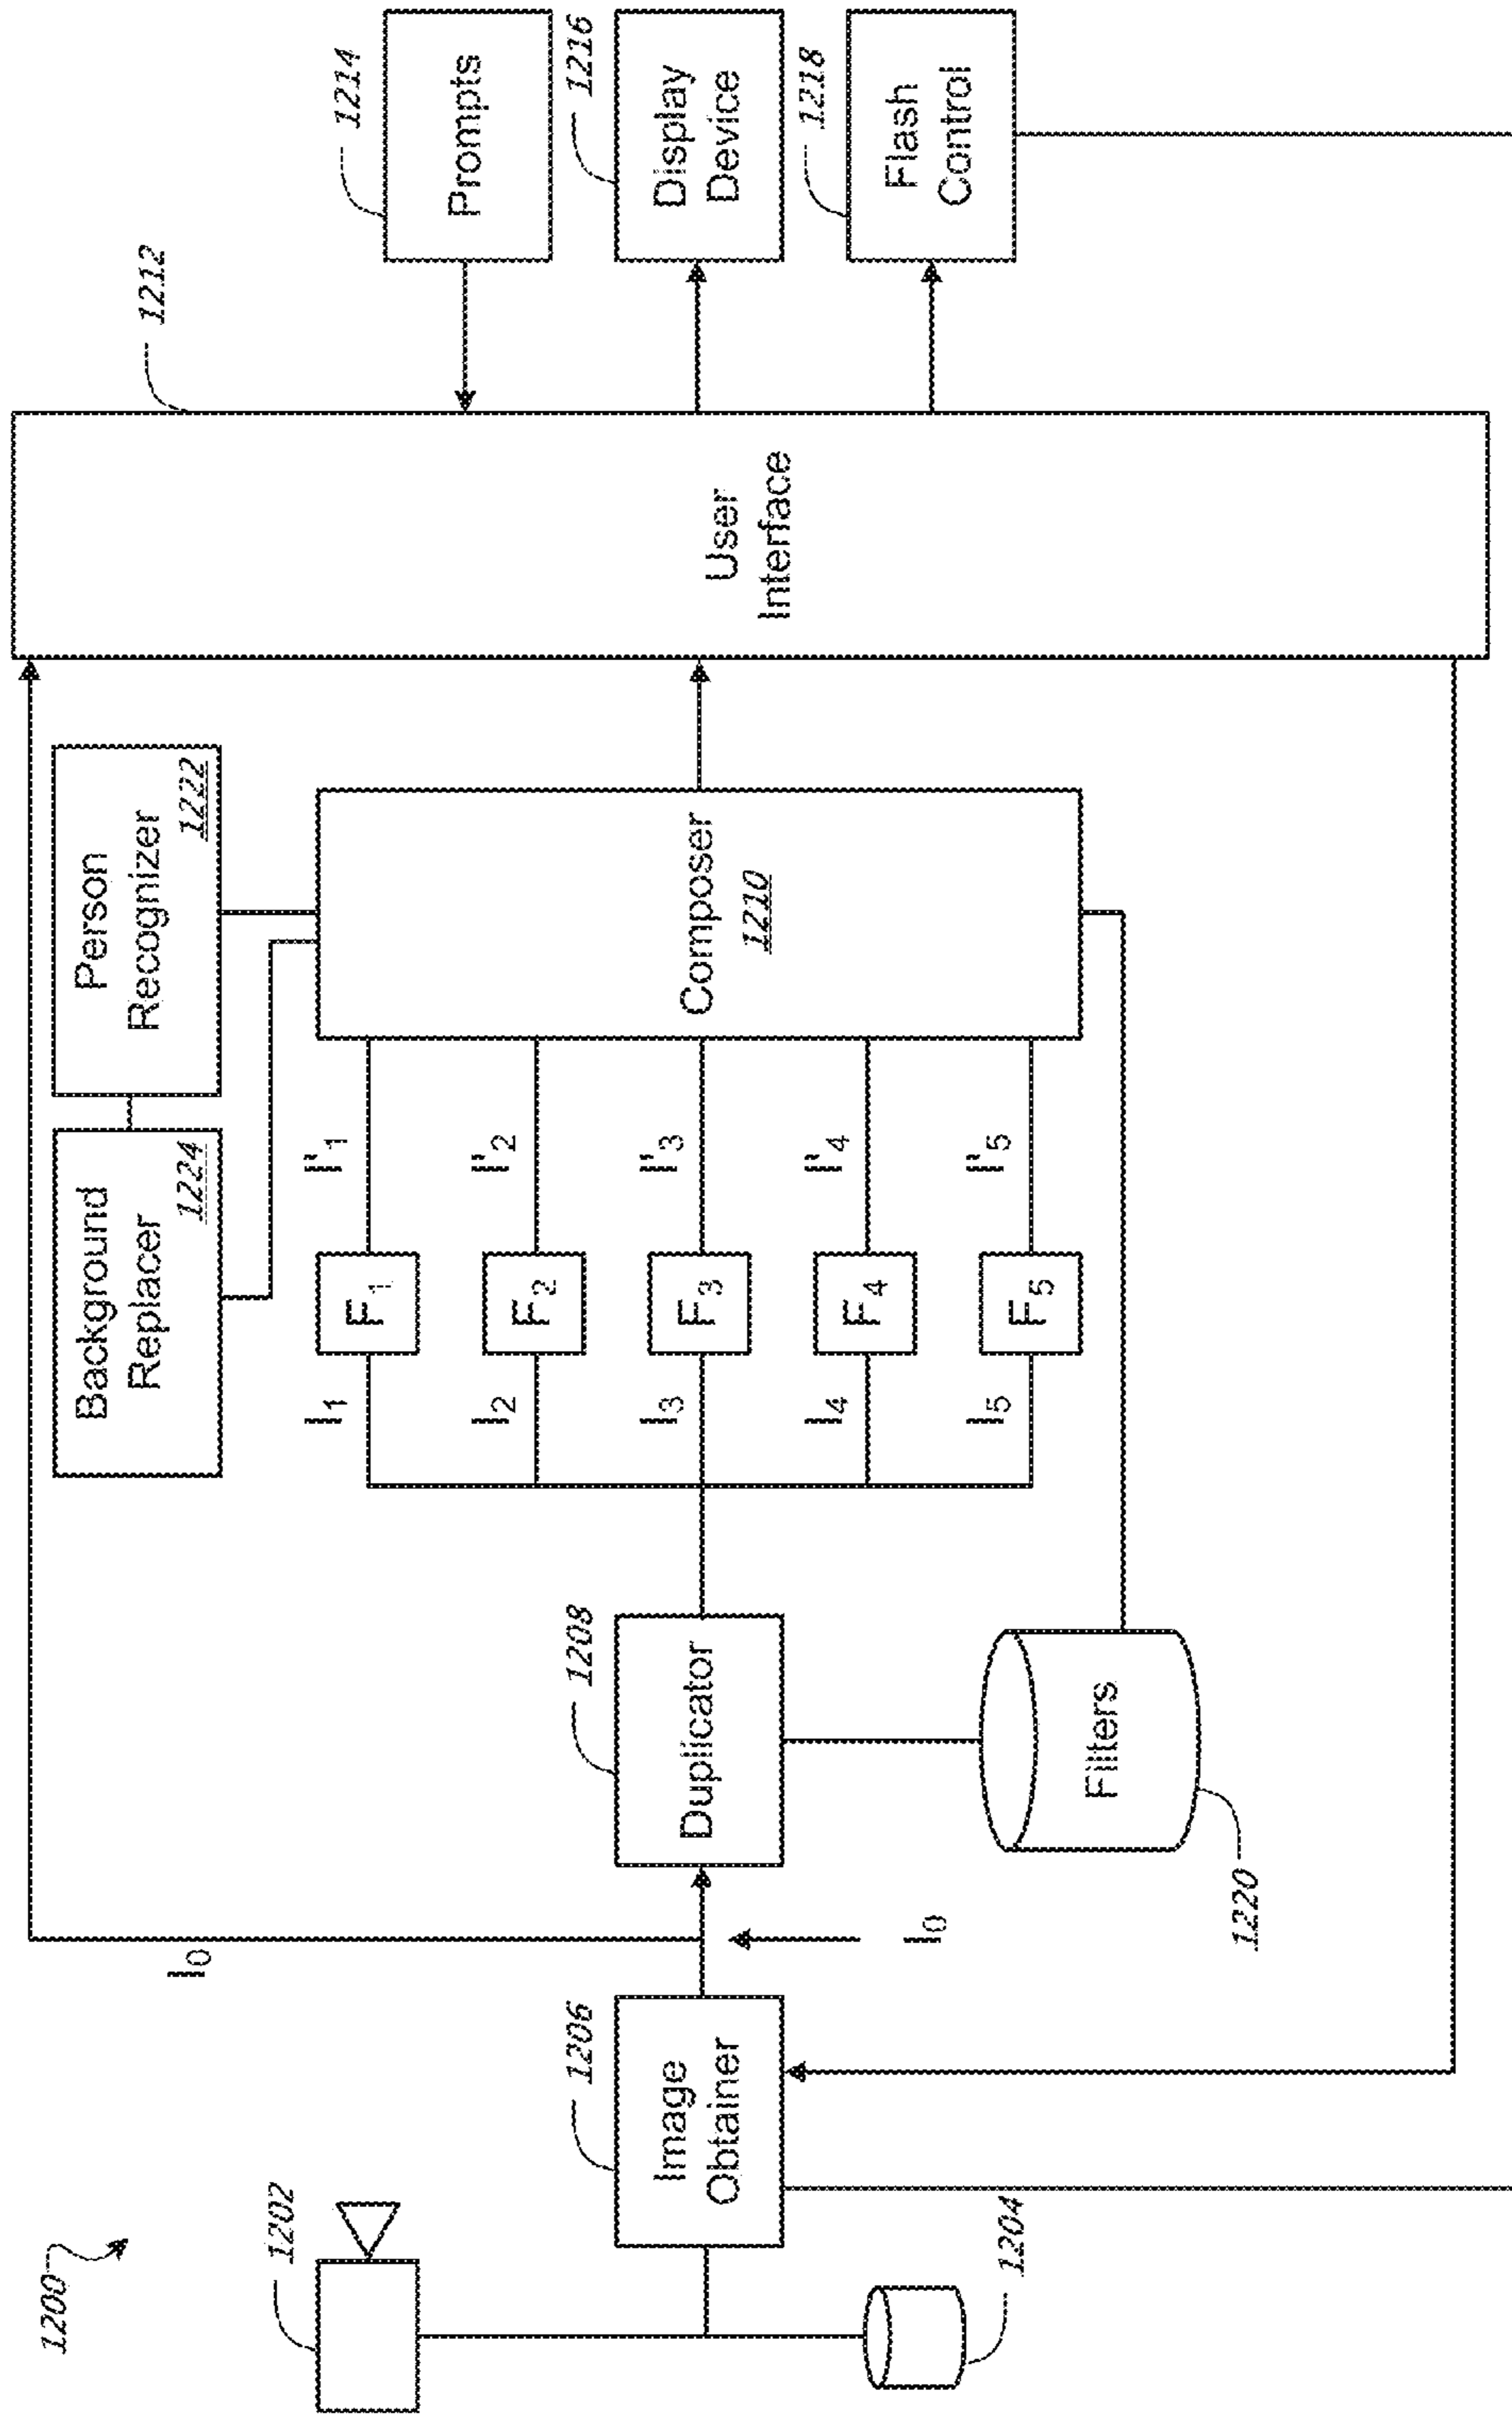 1200
1202
1204
1206
Image
Obtainer
I0
I0
1208
Duplicator
1220
Filters
Background
Replacer
1224
Person
Recognizer
1222
I1
F1
I'1
I2
F2
I'2
I3
F3
I'3
I4
F4
I'4
I5
F5
I'5
Composer
1210
1212
User
Interface
1214
Prompts
1216
Display
Device
1218
Flash
Control